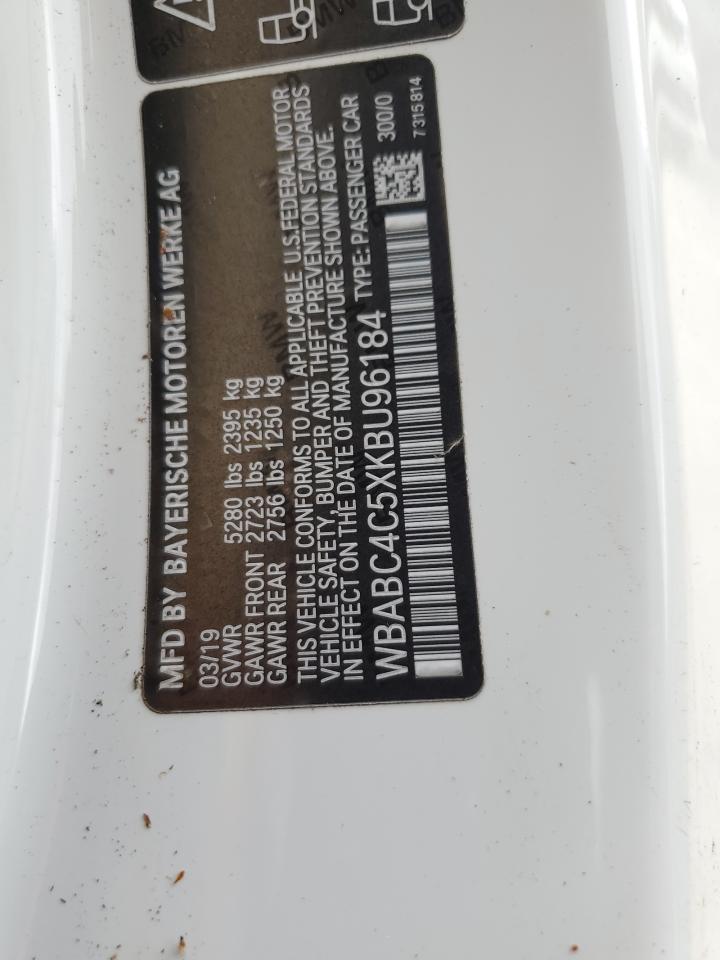 MFD BY BAYERISCHE MOTOREN WERKE AG
03/19
GVWR 5280 lbs 2395 kg
GAWR FRONT 2723 lbs 1235 kg
GAWR REAR 2756 lbs 1250 kg
THIS VEHICLE CONFORMS TO ALL APPLICABLE U.S.FEDERAL MOTOR
VEHICLE SAFETY, BUMPER AND THEFT PREVENTION STANDARDS
IN EFFECT ON THE DATE OF MANUFACTURE SHOWN ABOVE.
WBABC4C5XKBU96184 TYPE: PASSENGER CAR
300/0
7315814